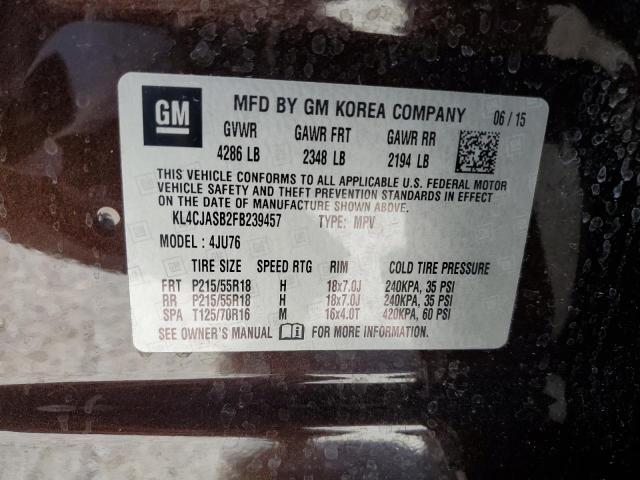 GM
MFD BY GM KOREA COMPANY 06 / 15
GVWR GAWR FRT GAWR RR
4286 LB 2348 LB 2194 LB
THIS VEHICLE CONFORMS TO ALL APPLICABLE U.S. FEDERAL MOTOR
VEHICLE SAFETY AND THEFT PREVENTION STANDARDS IN EFFECT
ON THE DATE OF MANUFACTURE SHOWN ABOVE.
KL4CJASB2FB239457 TYPE: MPV
MODEL : 4JU76
TIRE SIZE SPEED RTG RIM COLD TIRE PRESSURE
FRT P215/55R18 H 18x7.0J 240KPA, 35 PSI
RR P215/55R18 H 18x7.0J 240KPA, 35 PSI
SPA T125/70R16 M 16x4.0T 420KPA, 60 PSI
SEE OWNER'S MANUAL FOR MORE INFORMATION.